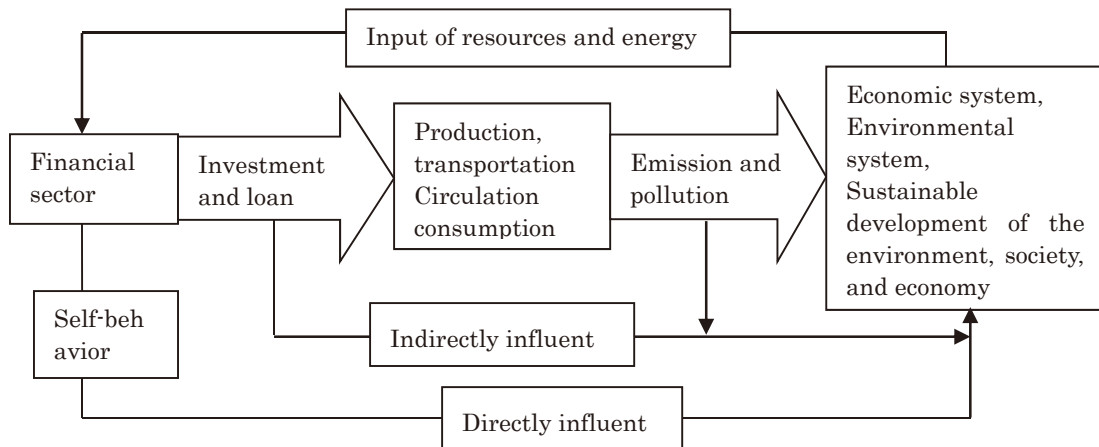 Input of resources and energy
Financial
sector
Investment
and loan
Production,
transportation
Circulation
consumption
Emission and
pollution
Economic system,
Environmental
system,
Sustainable
development of the
environment, society,
and economy
Self-beh
avior
Indirectly influent
Directly influent